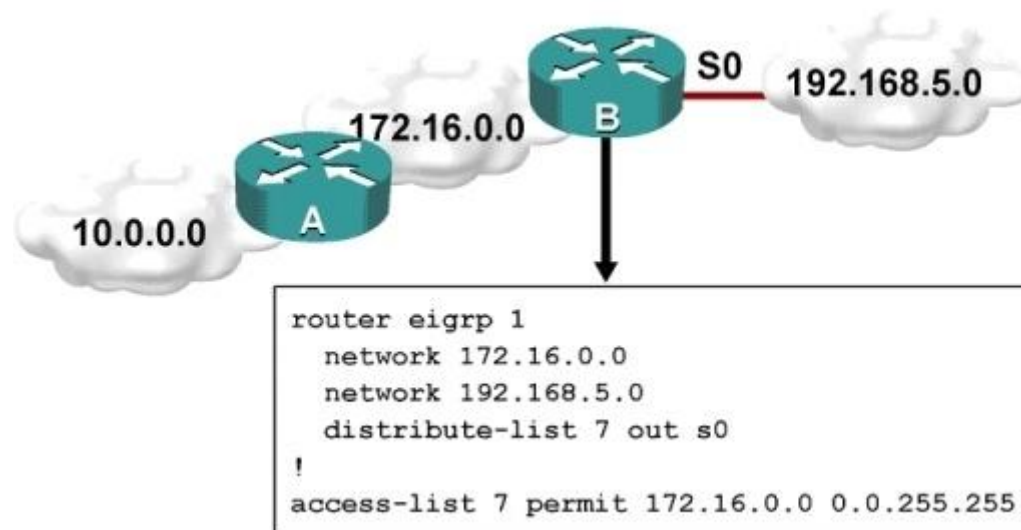 S0
192.168.5.0
B
172.16.0.0
A
10.0.0.0
router eigrp 1
network 172.16.0.0
network 192.168.5.0
distribute-list 7 out s0
!
access-list 7 permit 172.16.0.0 0.0.255.255